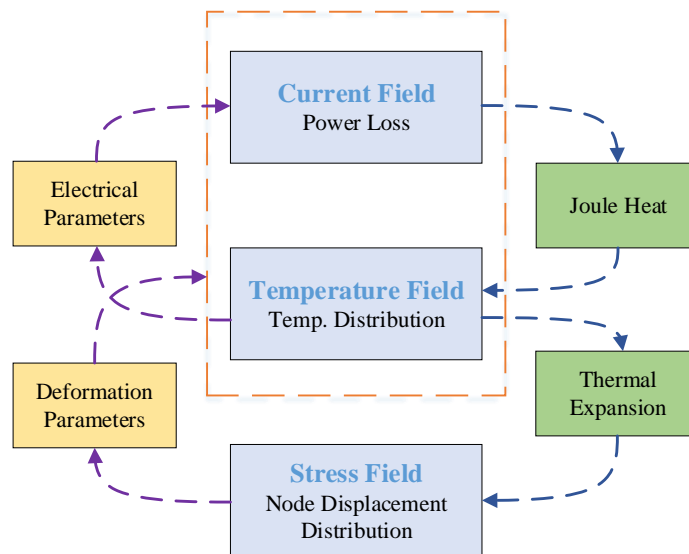 Current Field
Power Loss
Electrical
Parameters
Joule Heat
Temperature Field
Temp. Distribution
Deformation
Parameters
Thermal
Expansion
Stress Field
Node Displacement
Distribution